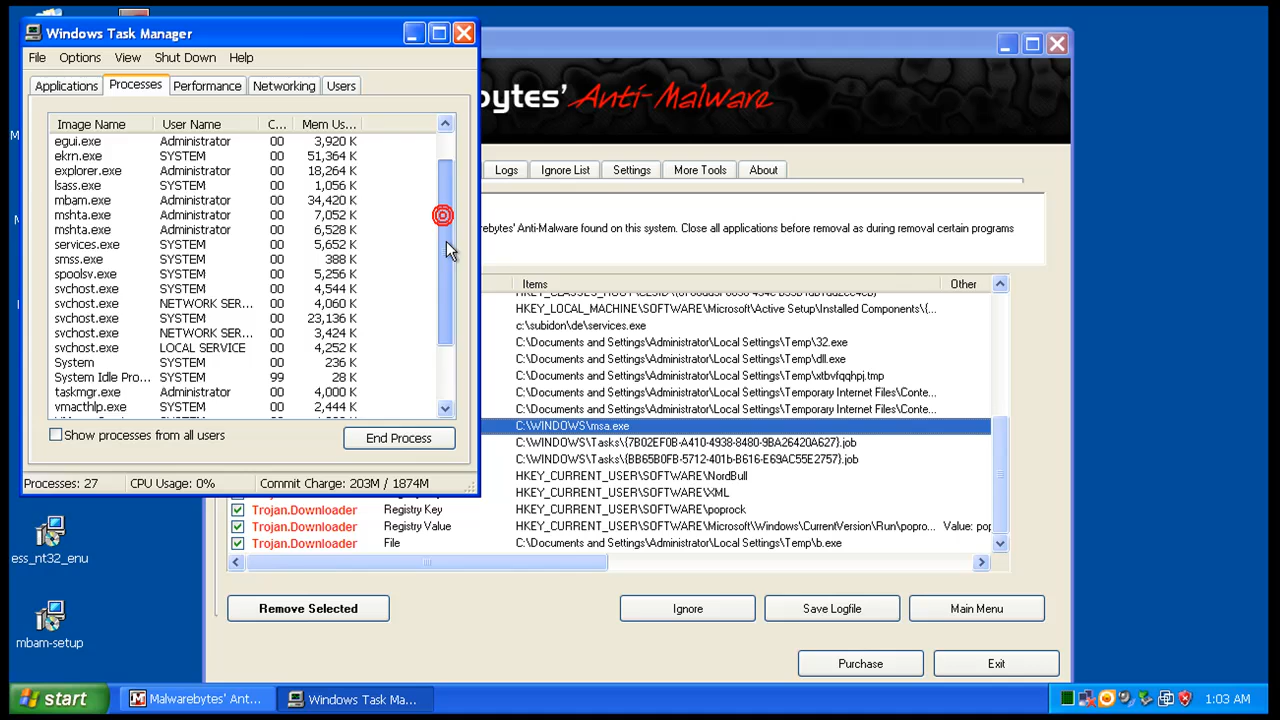 Windows Task Manager
File Options View Shut Down Help
Applications Processes Performance Networking Users
Image Name User Name C... Mem Us...
egui.exe Administrator 00 3,920 K
ekrn.exe SYSTEM 00 51,364 K
explorer.exe Administrator 00 18,264 K
lsass.exe SYSTEM 00 1,056 K
mbam.exe Administrator 00 34,420 K
mshta.exe Administrator 00 7,052 K
mshta.exe Administrator 00 6,528 K
services.exe SYSTEM 00 5,652 K
smss.exe SYSTEM 00 388 K
spoolsv.exe SYSTEM 00 5,256 K
svchost.exe SYSTEM 00 4,544 K
svchost.exe NETWORK SER... 00 4,060 K
svchost.exe SYSTEM 00 23,136 K
svchost.exe NETWORK SER... 00 3,424 K
svchost.exe LOCAL SERVICE 00 4,252 K
System SYSTEM 00 236 K
System Idle Pro... SYSTEM 99 28 K
taskmgr.exe Administrator 00 4,000 K
vmacthlp.exe SYSTEM 00 2,444 K
Show processes from all users End Process
Processes: 27 CPU Usage: 0% Commit Charge: 203M / 1874M
ebytes' Anti-Malware
Logs Ignore List Settings More Tools About
ebytes' Anti-Malware found on this system. Close all applications before removal as during removal certain programs
Items Other
HKEY_LOCAL_MACHINE\SOFTWARE\Microsoft\Active Setup\Installed Components\{...
c:\subidon\de\services.exe
C:\Documents and Settings\Administrator\Local Settings\Temp\32.exe
C:\Documents and Settings\Administrator\Local Settings\Temp\dll.exe
C:\Documents and Settings\Administrator\Local Settings\Temp\xtbvfqqhpj.tmp
C:\Documents and Settings\Administrator\Local Settings\Temporary Internet Files\Conte...
C:\Documents and Settings\Administrator\Local Settings\Temporary Internet Files\Conte...
C:\WINDOWS\msa.exe
C:\WINDOWS\Tasks\{7B02EF0B-A410-4938-8480-9BA26420A627}.job
C:\WINDOWS\Tasks\{BB65B0FB-5712-401b-B616-E69AC55E2757}.job
HKEY_CURRENT_USER\SOFTWARE\NordBull
HKEY_CURRENT_USER\SOFTWARE\XML
Trojan.Downloader Registry Key HKEY_CURRENT_USER\SOFTWARE\poprock
Trojan.Downloader Registry Value HKEY_CURRENT_USER\SOFTWARE\Microsoft\Windows\CurrentVersion\Run\popro... Value: pop
Trojan.Downloader File C:\Documents and Settings\Administrator\Local Settings\Temp\b.exe
Remove Selected Ignore Save Logfile Main Menu
Purchase Exit
ess_nt32_enu
mbam-setup
start Malwarebytes' Ant... Windows Task Ma... 1:03 AM